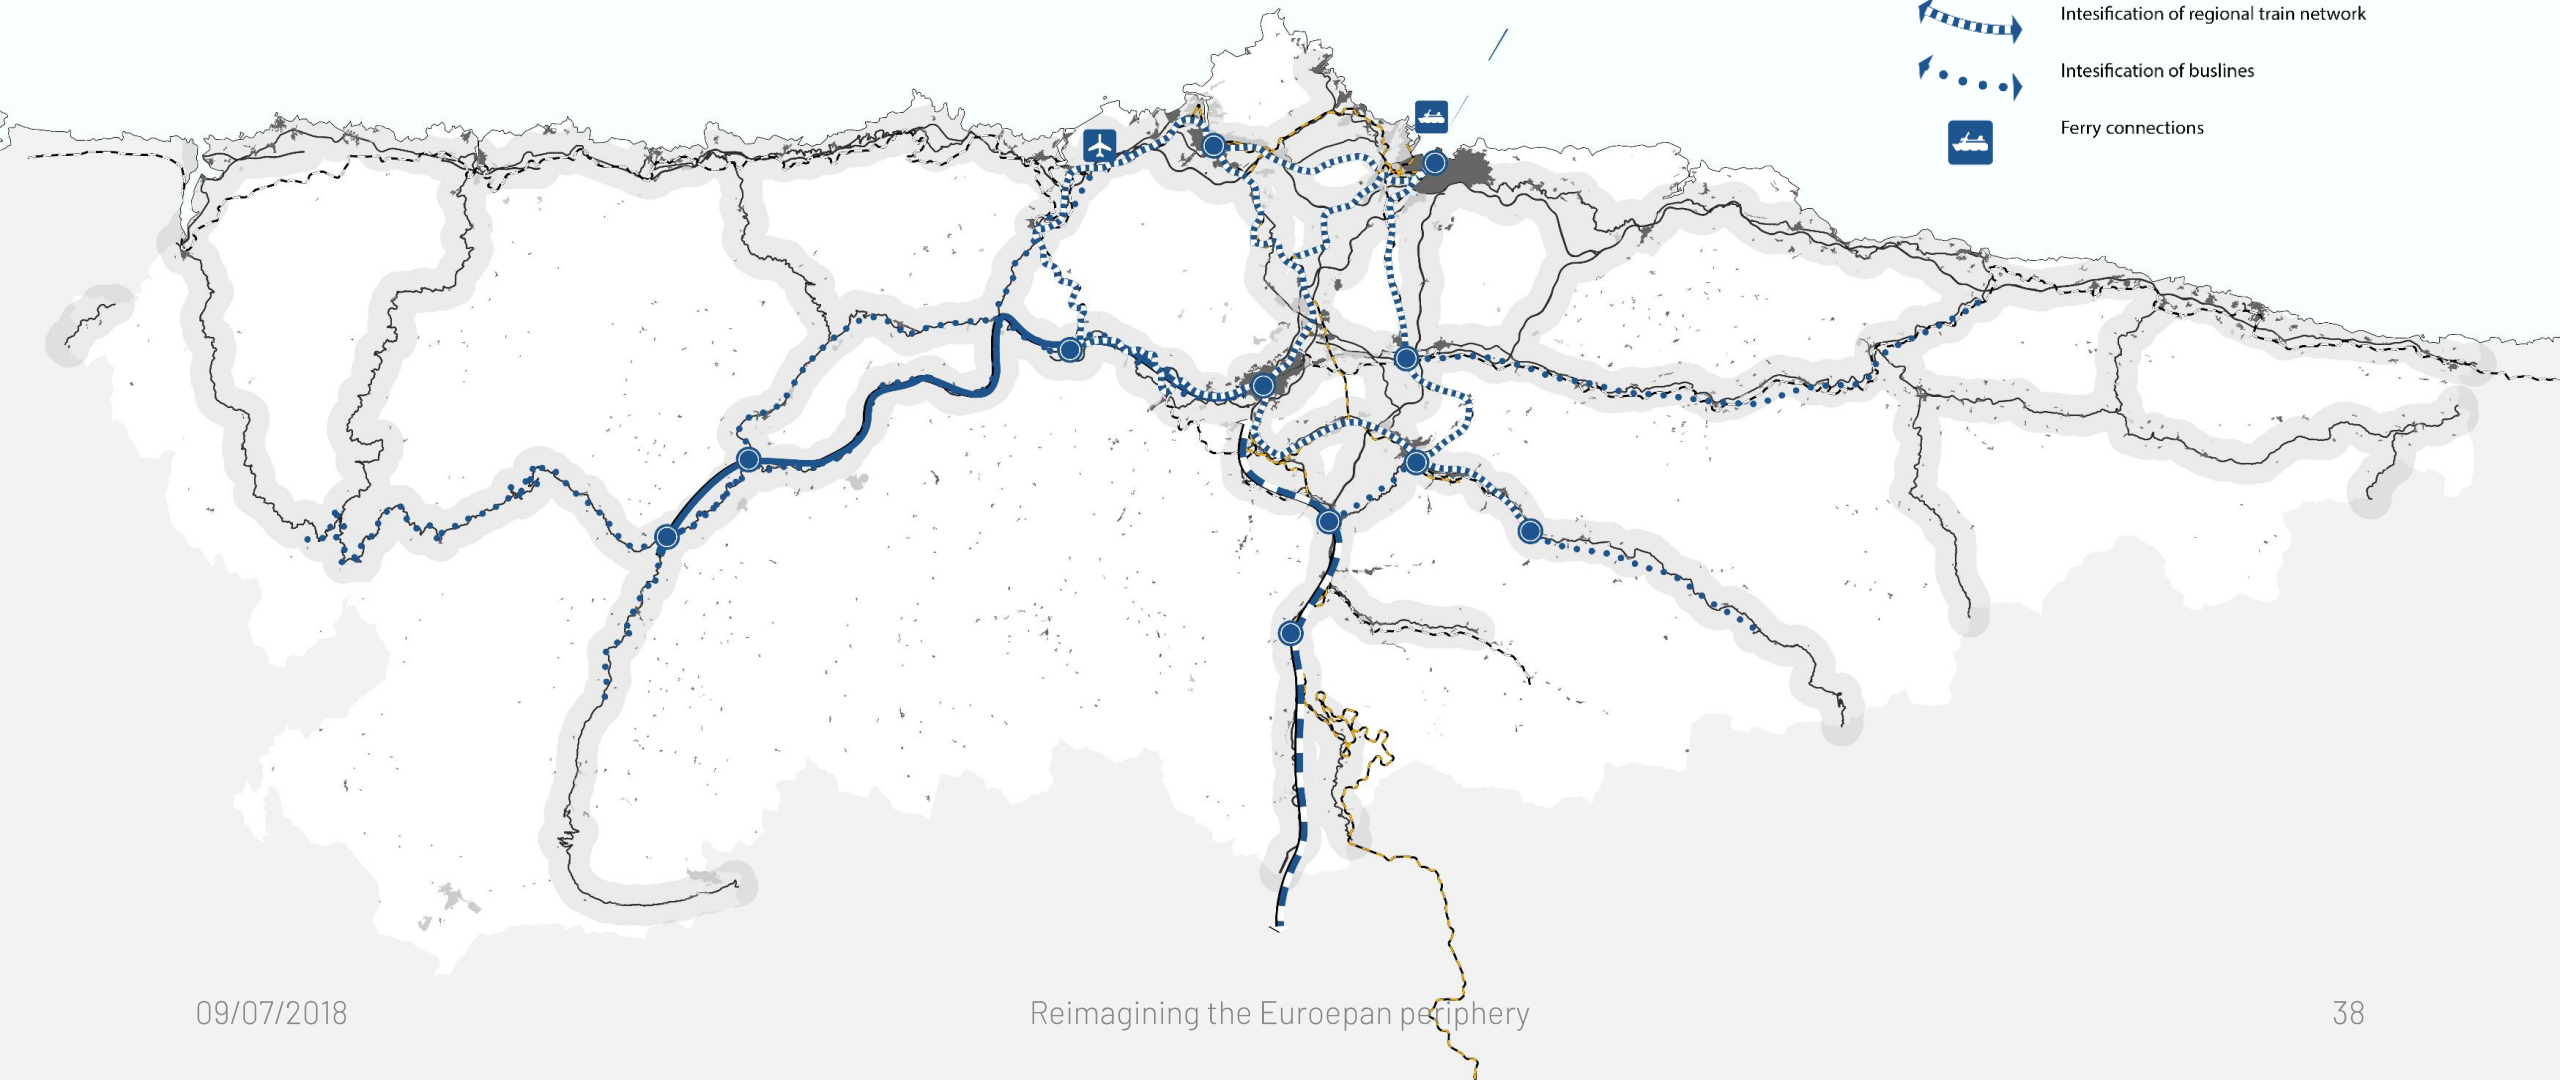 Intesification of regional train network
Intesification of buslines
Ferry connections
09/07/2018
Reimagining the Euroepan periphery
38